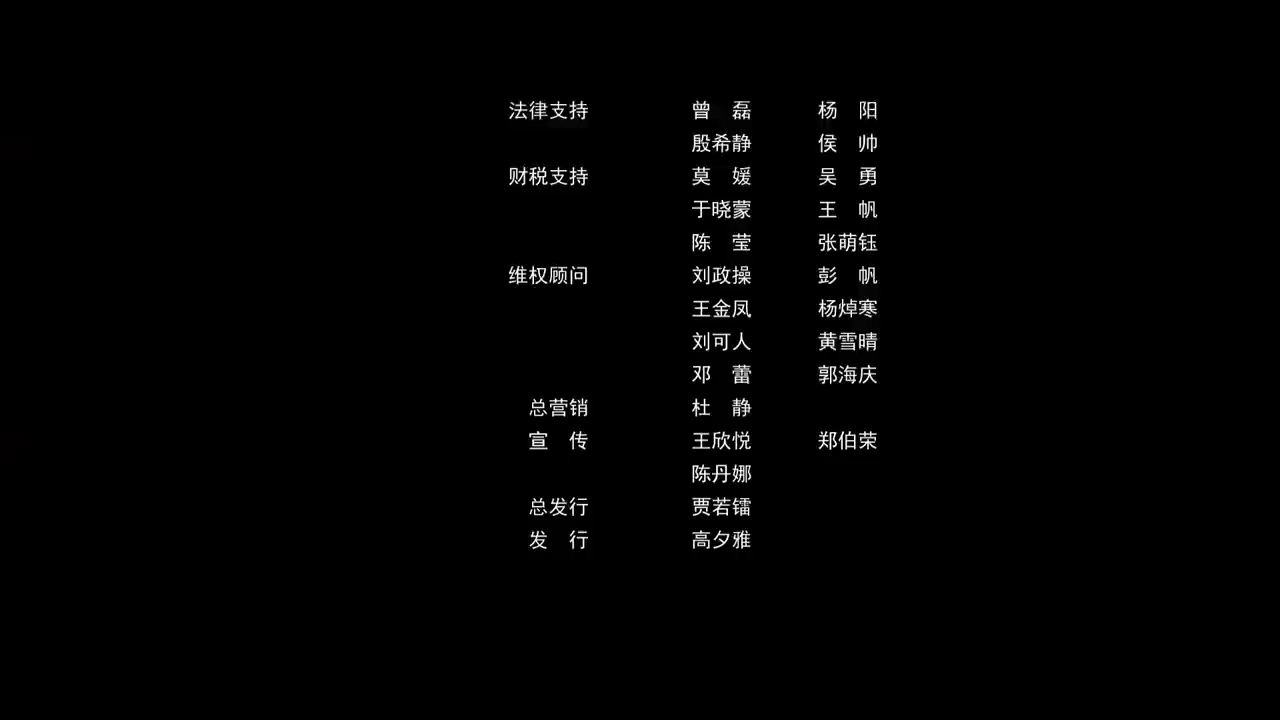 法律支持 曾 磊 杨 阳
殷希静 侯 帅
财税支持 莫 媛 吴 勇
于晓蒙 王 帆
陈 莹 张萌钰
维权顾问 刘政操 彭 帆
王金凤 杨焯寒
刘可人 黄雪晴
邓 蕾 郭海庆
总营销 杜 静
宣 传 王欣悦 郑伯荣
陈丹娜
总发行 贾若镭
发 行 高夕雅